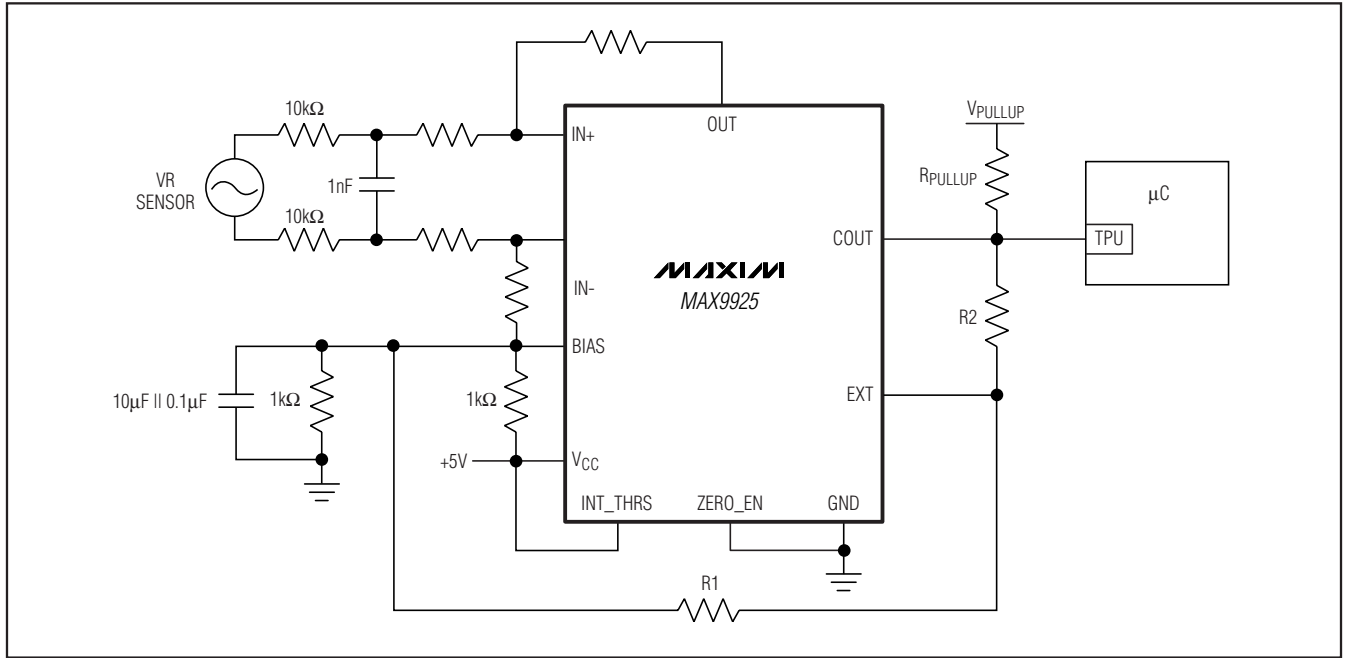 10kΩ
VR
SENSOR
1nF
10kΩ
IN+
OUT
IN-
MAXIM
MAX9925
COUT
VPULLUP
RPULLUP
μC
TPU
R2
BIAS
EXT
10μF || 0.1μF
1kΩ
1kΩ
+5V
VCC
INT_THRS
ZERO_EN
GND
R1